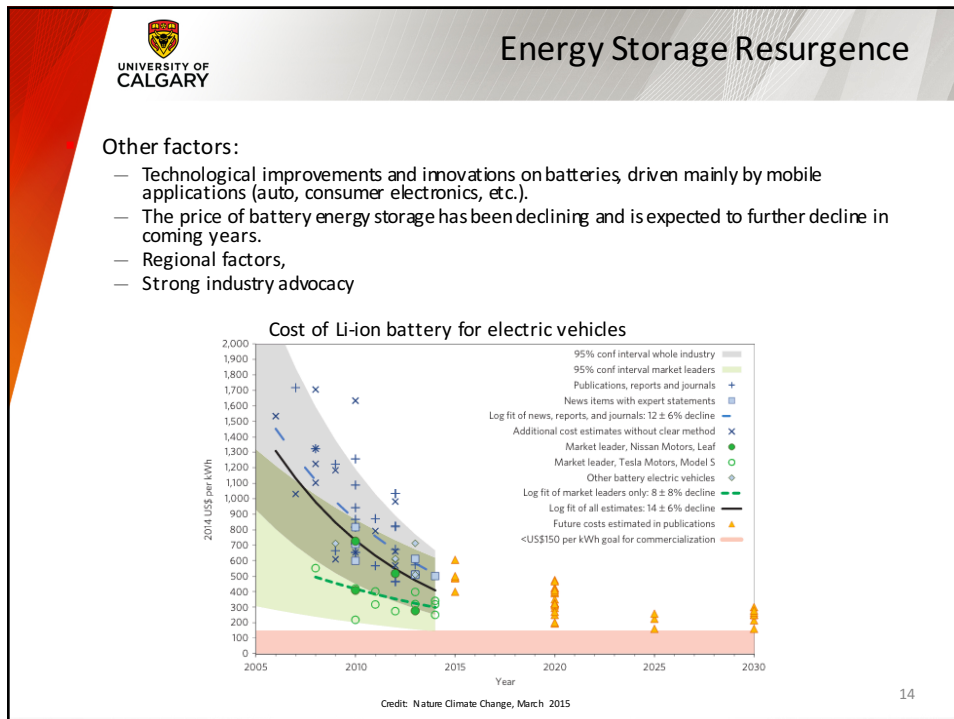 UNIVERSITY OF
CALGARY
Energy Storage Resurgence
Other factors:
— Technological improvements and innovations on batteries, driven mainly by mobile
applications (auto, consumer electronics, etc.).
— The price of battery energy storage has been declining and is expected to further decline in
coming years.
— Regional factors,
— Strong industry advocacy
Cost of Li-ion battery for electric vehicles
2,000
1,900
1,800
1,700
1,600
1,500
1,400
1,300
1,200
1,100
1,000
900
800
700
600
500
400
300
200
100
0
2014 US$ per kWh
95% conf interval whole industry
95% conf interval market leaders
Publications, reports and journals
News items with expert statements
Log fit of news, reports, and journals: 12 ± 6% decline
Additional cost estimates without clear method
Market leader, Nissan Motors, Leaf
Market leader, Tesla Motors, Model S
Other battery electric vehicles
Log fit of market leaders only: 8 ± 8% decline
Log fit of all estimates: 14 ± 6% decline
Future costs estimated in publications
<US$150 per kWh goal for commercialization
2005 2010 2015 2020 2025 2030
Year
Credit: Nature Climate Change, March 2015
14